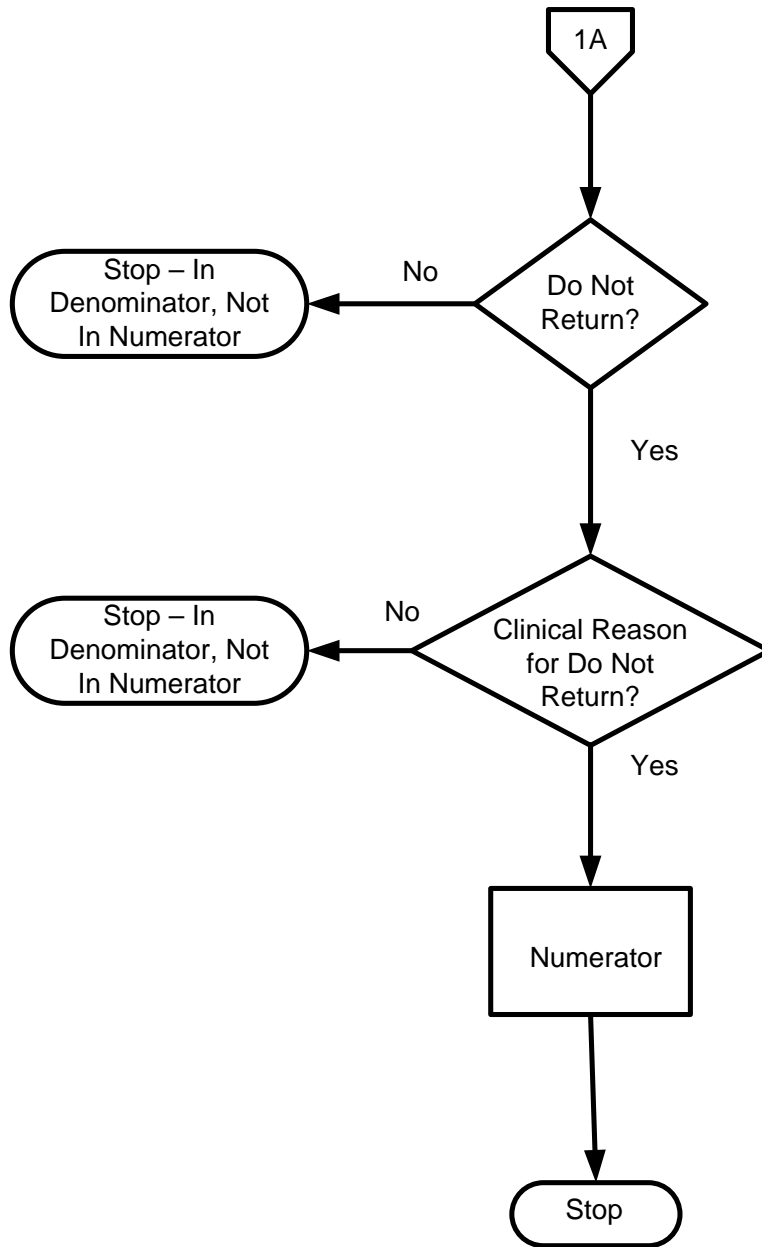 1A
Stop – In
Denominator, Not
In Numerator
No
Do Not
Return?
Yes
Stop – In
Denominator, Not
In Numerator
No
Clinical Reason
for Do Not
Return?
Yes
Numerator
Stop